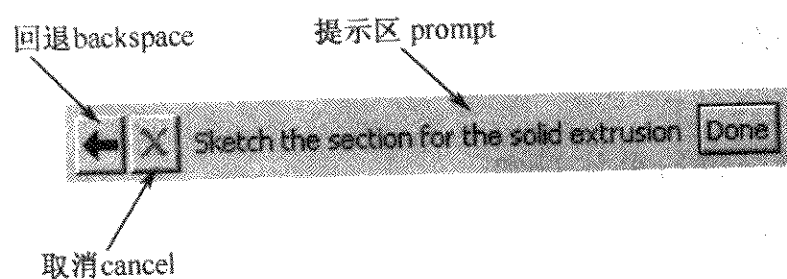 回退backspace
提示区 prompt
Sketch the section for the solid extrusion Done
取消cancel